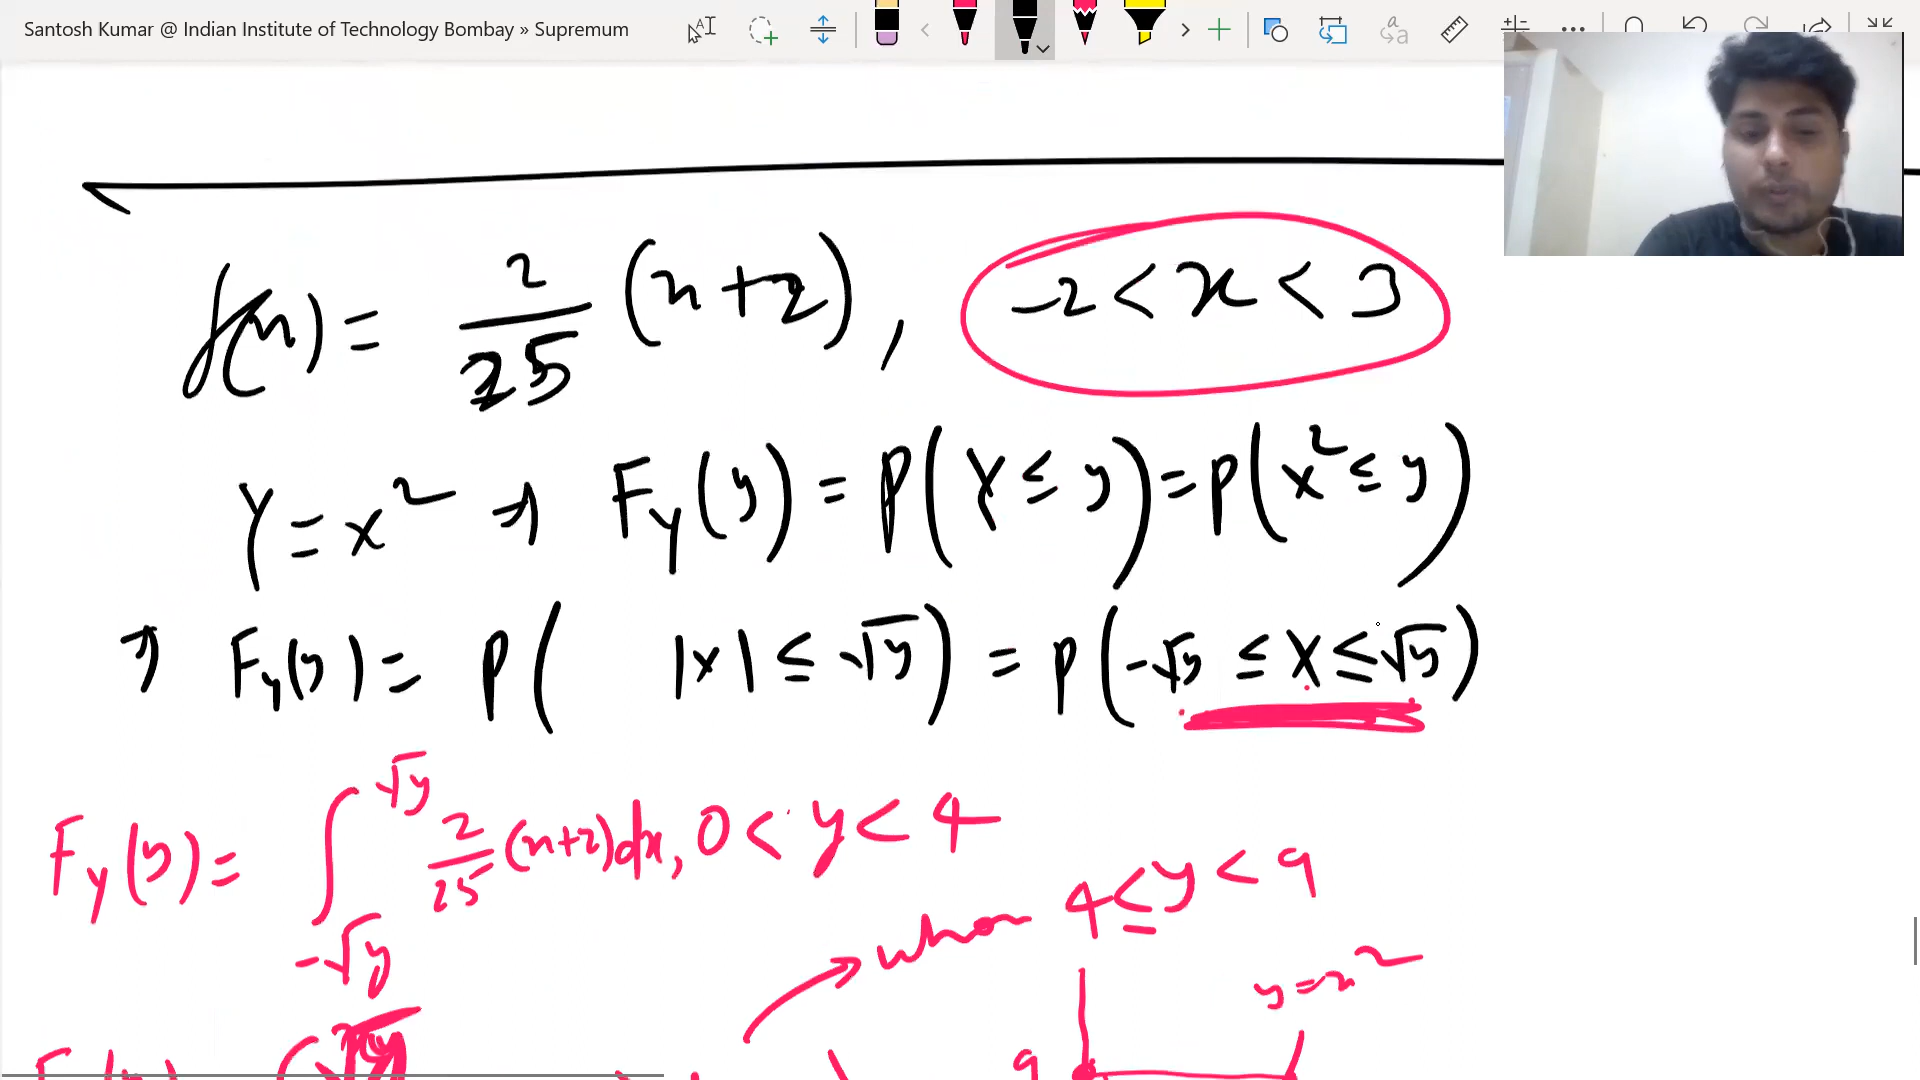 Santosh Kumar @ Indian Institute of Technology Bombay » Supremum
f(x) = 2/25 (x+2), -2 < x < 3
Y = x² ⇒ F_Y(y) = P(Y ≤ y) = P(x² ≤ y)
⇒ F_Y(y) = P( |x| ≤ √y) = P(-√y ≤ X ≤ √y)
F_Y(y) = ∫_{-√y}^{√y} 2/25 (x+2)dx, 0 < y < 4
when 4 ≤ y < 9
y = x²
9